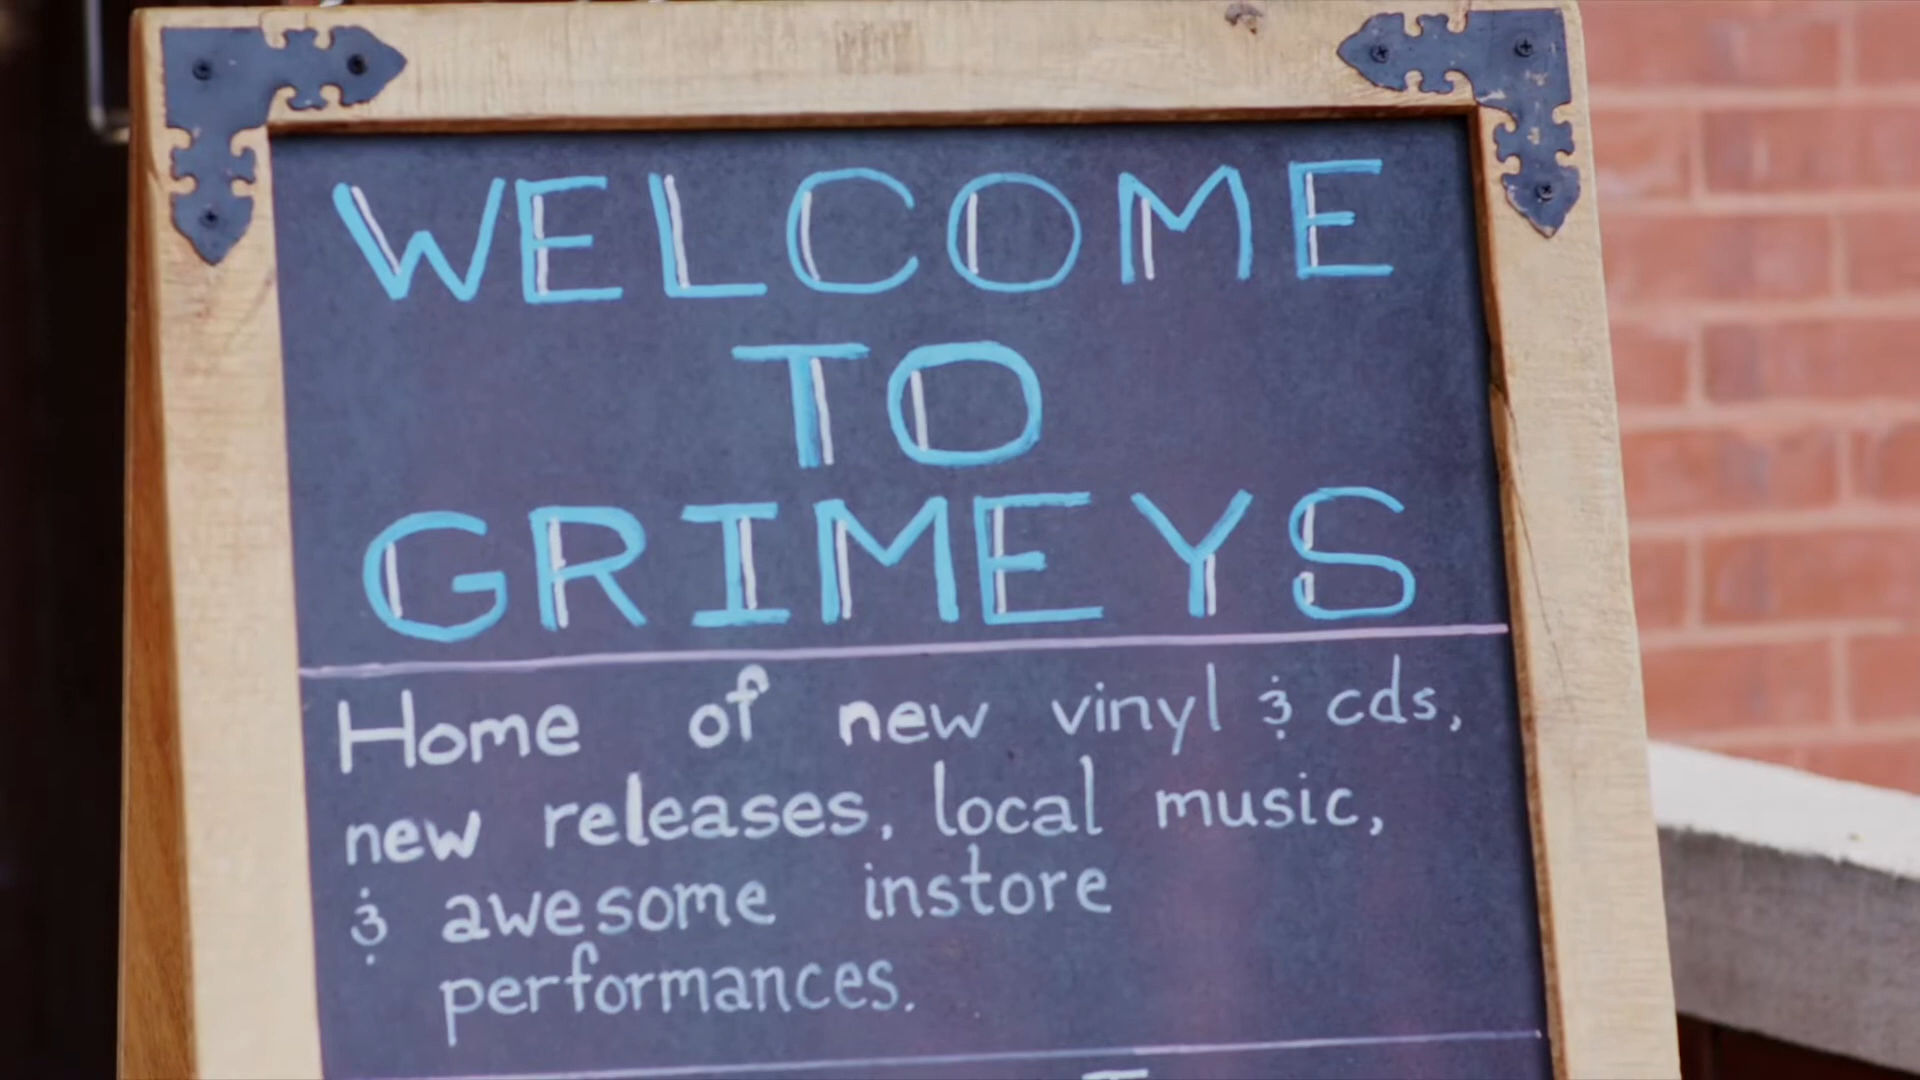 WELCOME
TO
GRIMEYS
Home of new vinyl & cds,
new releases, local music,
& awesome instore
performances.